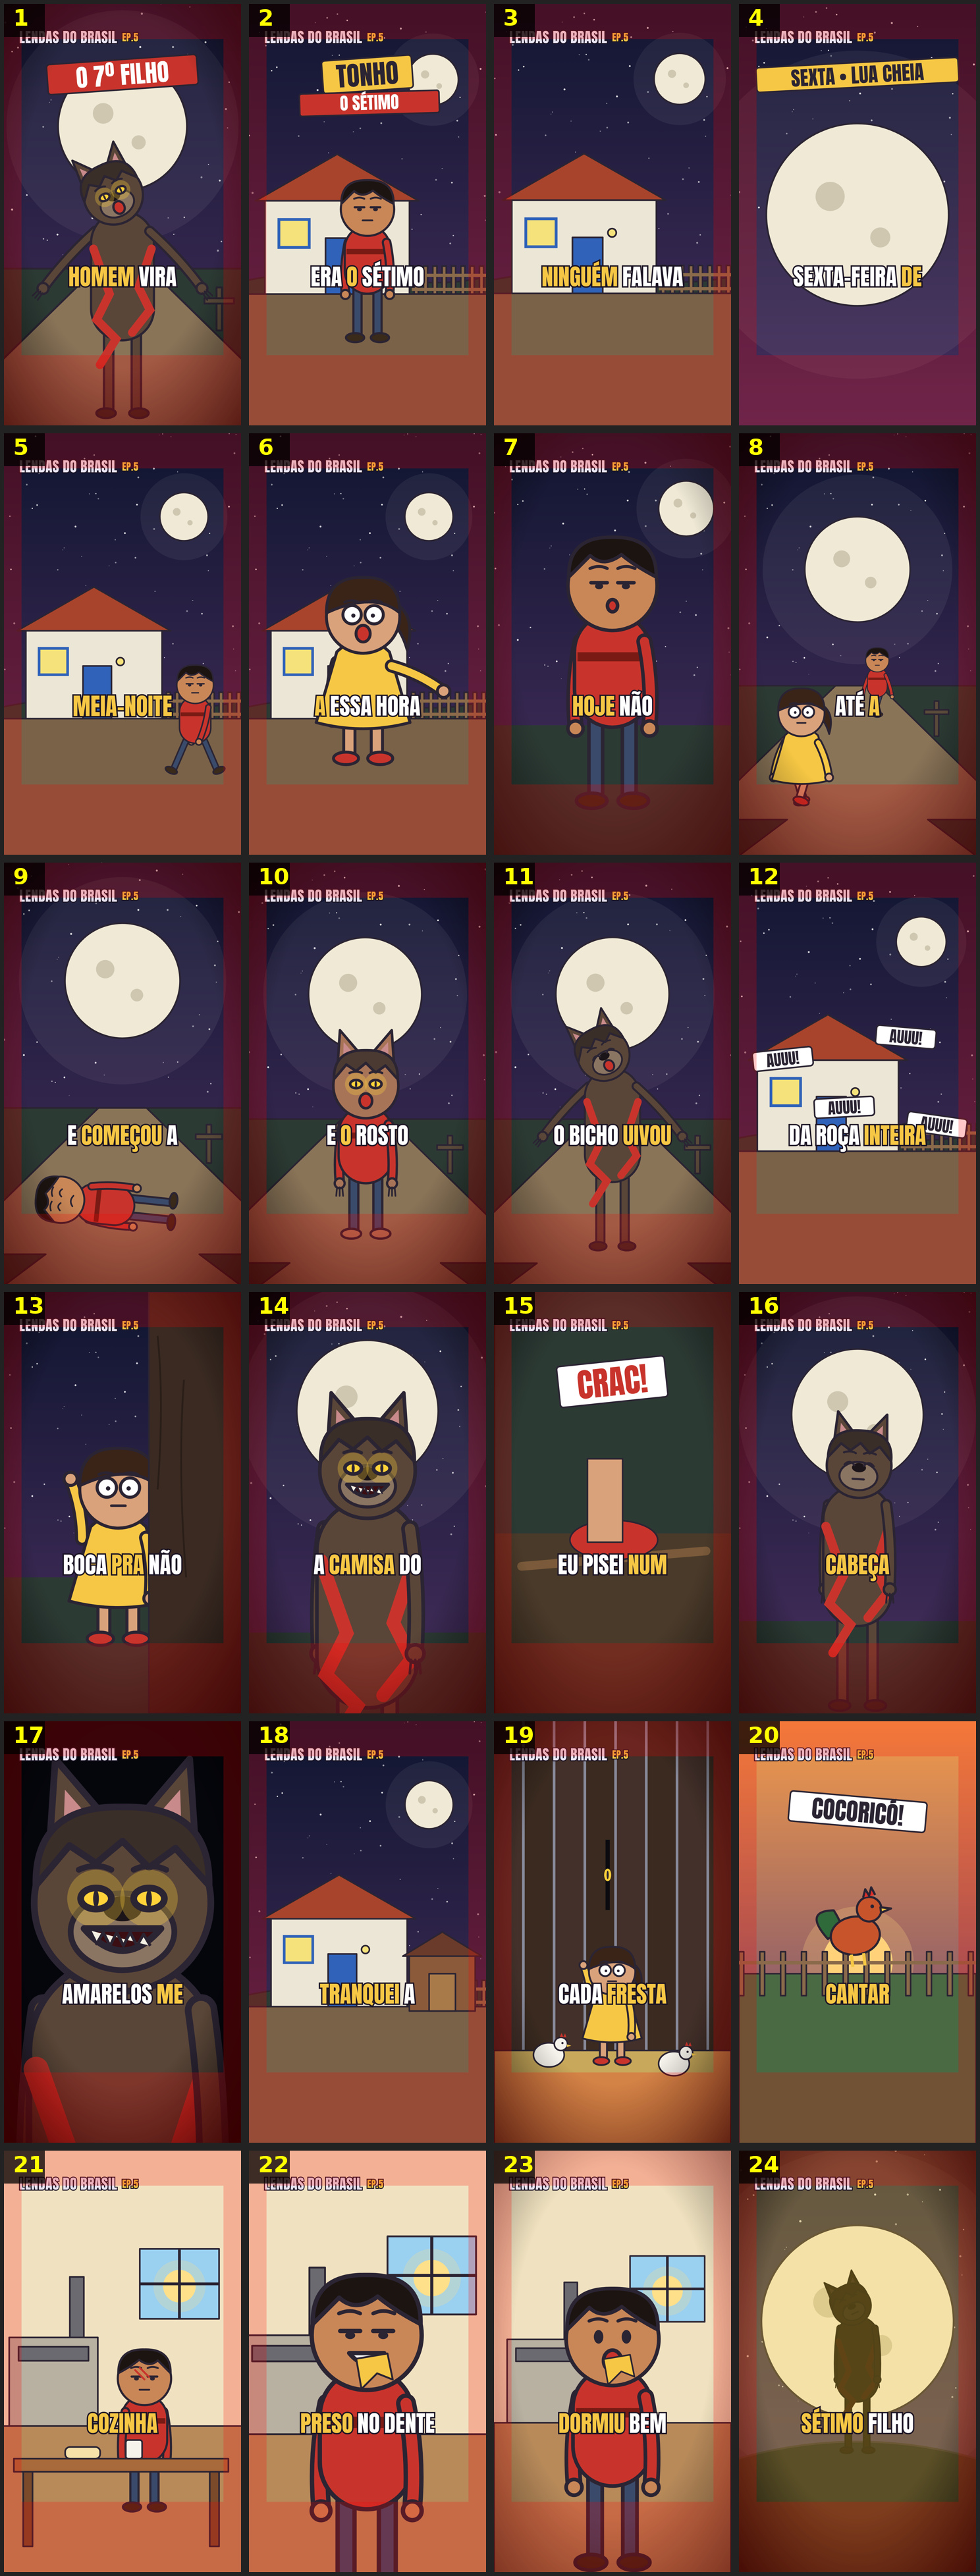 1
LENDAS DO BRASIL EP.5
O 7º FILHO
HOMEM VIRA
2
LENDAS DO BRASIL EP.5
TONHO
O SÉTIMO
ERA O SÉTIMO
3
LENDAS DO BRASIL EP.5
NINGUÉM FALAVA
4
LENDAS DO BRASIL EP.5
SEXTA • LUA CHEIA
SEXTA-FEIRA DE
5
LENDAS DO BRASIL EP.5
MEIA-NOITE
6
LENDAS DO BRASIL EP.5
A ESSA HORA
7
LENDAS DO BRASIL EP.5
HOJE NÃO
8
LENDAS DO BRASIL EP.5
ATÉ A
9
LENDAS DO BRASIL EP.5
E COMEÇOU A
10
LENDAS DO BRASIL EP.5
E O ROSTO
11
LENDAS DO BRASIL EP.5
O BICHO UIVOU
12
LENDAS DO BRASIL EP.5
AUUU!
AUUU!
AUUU!
AUUU!
DA ROÇA INTEIRA
13
LENDAS DO BRASIL EP.5
BOCA PRA NÃO
14
LENDAS DO BRASIL EP.5
A CAMISA DO
15
LENDAS DO BRASIL EP.5
CRAC!
EU PISEI NUM
16
LENDAS DO BRASIL EP.5
CABEÇA
17
LENDAS DO BRASIL EP.5
AMARELOS ME
18
LENDAS DO BRASIL EP.5
TRANQUEI A
19
LENDAS DO BRASIL EP.5
CADA FRESTA
20
LENDAS DO BRASIL EP.5
COCORICÓ!
CANTAR
21
LENDAS DO BRASIL EP.5
COZINHA
22
LENDAS DO BRASIL EP.5
PRESO NO DENTE
23
LENDAS DO BRASIL EP.5
DORMIU BEM
24
LENDAS DO BRASIL EP.5
SÉTIMO FILHO